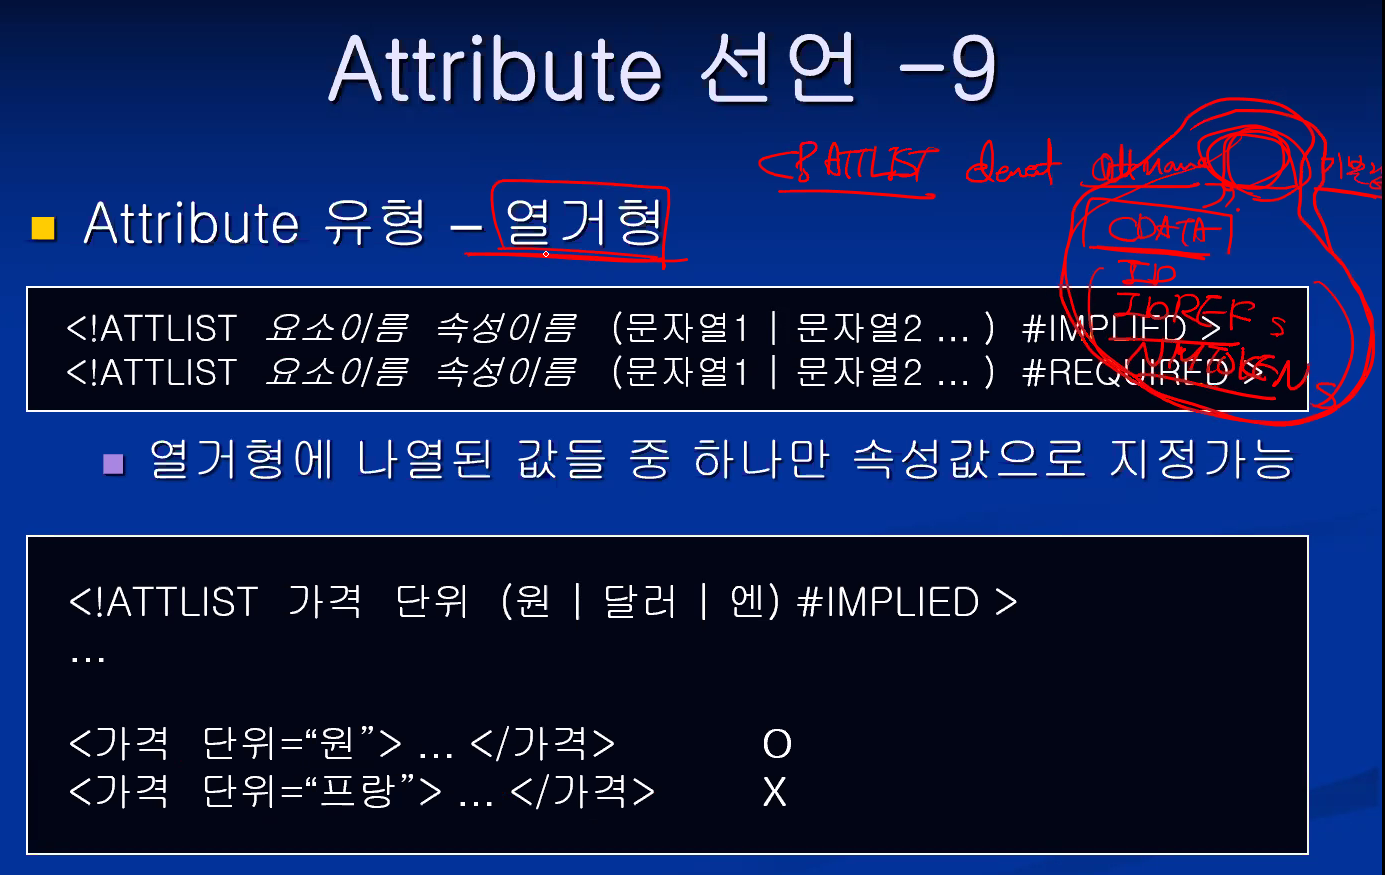 Attribute 선언 -9
<!ATTLIST element attname 기본값
■ Attribute 유형 – 열거형
CDATA
ID
IDREF s
NMTOKEN s
<!ATTLIST 요소이름 속성이름 (문자열1 | 문자열2 ... ) #IMPLIED >
<!ATTLIST 요소이름 속성이름 (문자열1 | 문자열2 ... ) #REQUIRED >
■ 열거형에 나열된 값들 중 하나만 속성값으로 지정가능
<!ATTLIST 가격 단위 (원 | 달러 | 엔) #IMPLIED >
...
<가격 단위=“원”> ... </가격> O
<가격 단위=“프랑”> ... </가격> X